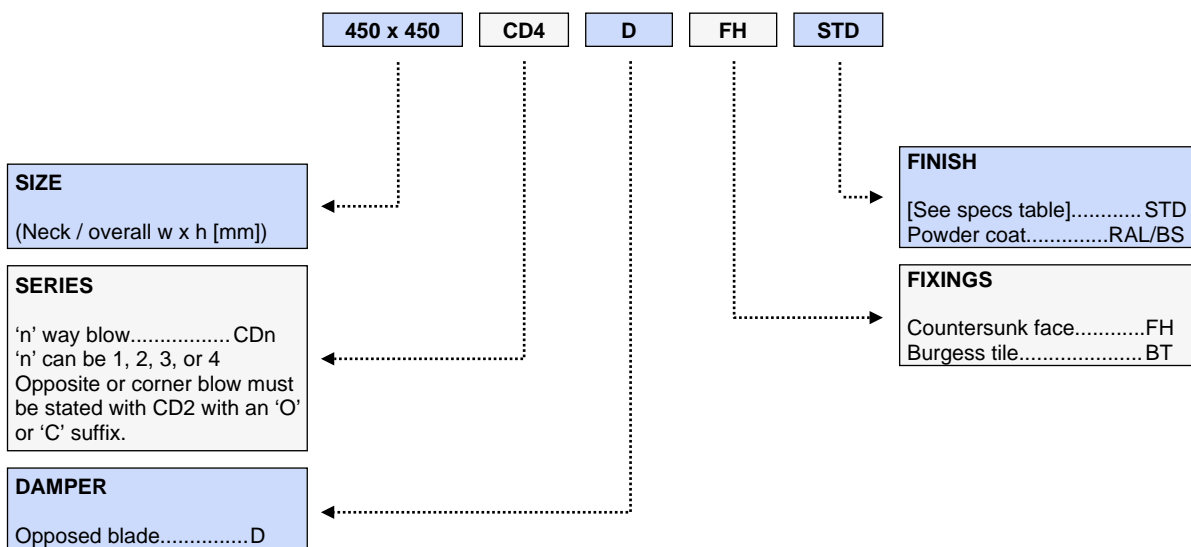 450 x 450 CD4 D FH STD
SIZE
(Neck / overall w x h [mm])
SERIES
‘n’ way blow................. CDn
‘n’ can be 1, 2, 3, or 4
Opposite or corner blow must
be stated with CD2 with an ‘O’
or ‘C’ suffix.
DAMPER
Opposed blade...............D
FINISH
[See specs table]............ STD
Powder coat..............RAL/BS
FIXINGS
Countersunk face............FH
Burgess tile..................... BT